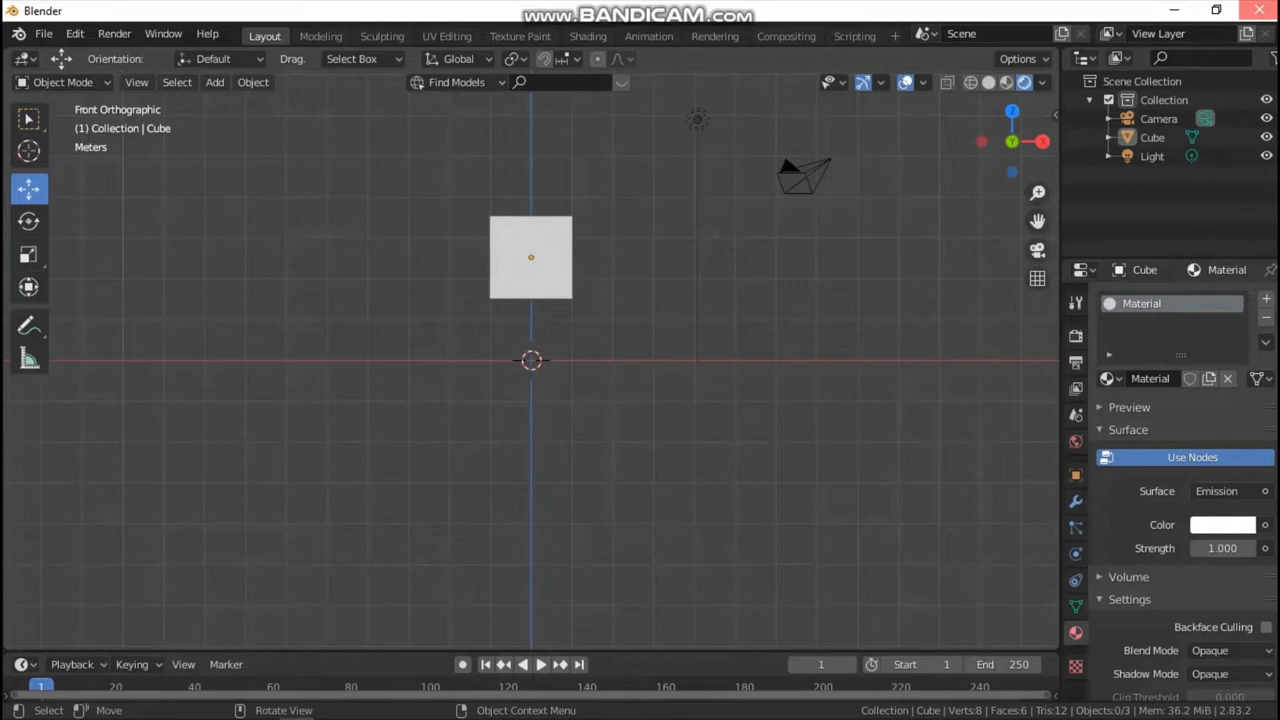 Blender
www.BANDICAM.com
File Edit Render Window Help Layout Modeling Sculpting UV Editing Texture Paint Shading Animation Rendering Compositing Scripting + Scene View Layer
Orientation: Default Drag: Select Box Global Options
Object Mode View Select Add Object Find Models
Front Orthographic
(1) Collection | Cube
Meters
Z
X
Y
Scene Collection
Collection
Camera
Cube
Light
Cube Material
Material
Material
Preview
Surface
Use Nodes
Surface Emission
Color
Strength 1.000
Volume
Settings
Backface Culling
Blend Mode Opaque
Shadow Mode Opaque
Clip Threshold 0.000
Playback Keying View Marker 1 Start 1 End 250
1 20 40 60 80 100 120 140 160 180 200 220 240
Select Move Rotate View Object Context Menu Collection | Cube | Verts:8 | Faces:6 | Tris:12 | Objects:0/3 | Mem: 36.2 MiB | 2.83.2